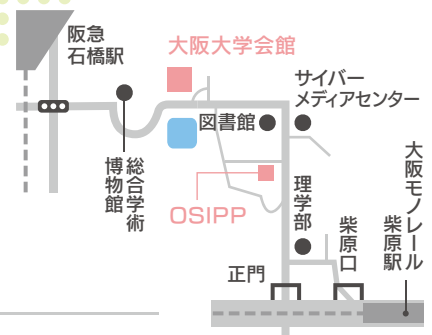 阪急
石橋駅
大阪大学会館
サイバー
メディアセンター
図書館
総合学術
博物館
OSIPP
理学部
柴原口
大阪モノレール
柴原駅
正門